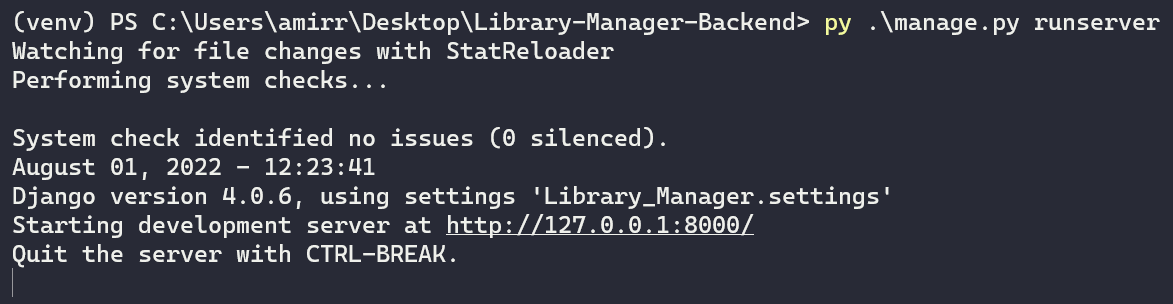 (venv) PS C:\Users\amirr\Desktop\Library-Manager-Backend> py .\manage.py runserver
Watching for file changes with StatReloader
Performing system checks...
System check identified no issues (0 silenced).
August 01, 2022 - 12:23:41
Django version 4.0.6, using settings 'Library_Manager.settings'
Starting development server at http://127.0.0.1:8000/
Quit the server with CTRL-BREAK.